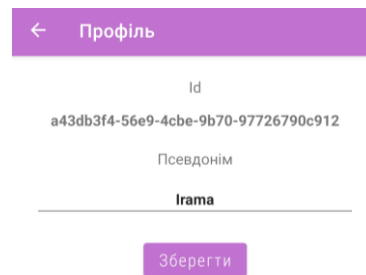 Профіль
Id
a43db3f4-56e9-4cbe-9b70-97726790c912
Псевдонім
Irama
Зберегти